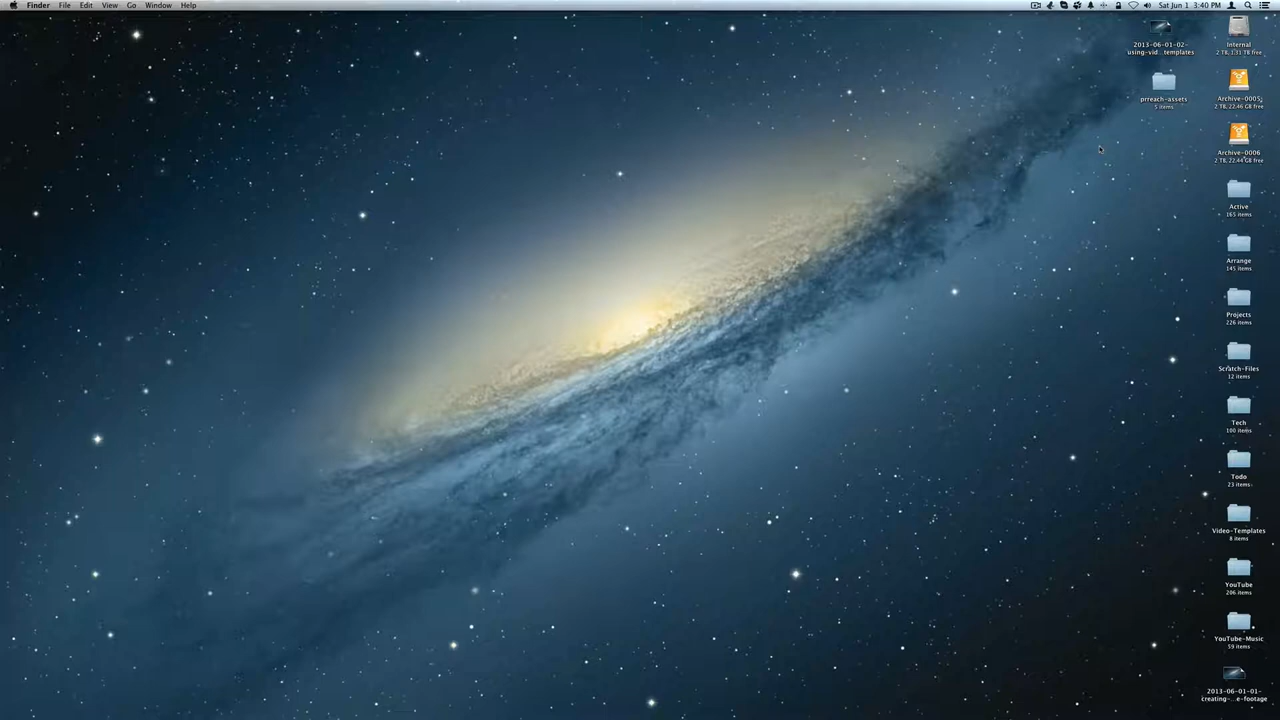 Finder File Edit View Go Window Help
Sat Jun 1 3:40 PM
2013-06-01-02-
using-vid...templates
prreach-assets
5 items
Internal
2 TB, 1.31 TB free
Archive-0005
2 TB, 22.46 GB free
Archive-0006
2 TB, 22.44 GB free
Active
165 items
Arrange
145 items
Projects
226 items
Scratch-Files
12 items
Tech
100 items
Todo
23 items
Video-Templates
8 items
YouTube
206 items
YouTube-Music
59 items
2013-06-01-01-
creating-...e-footage